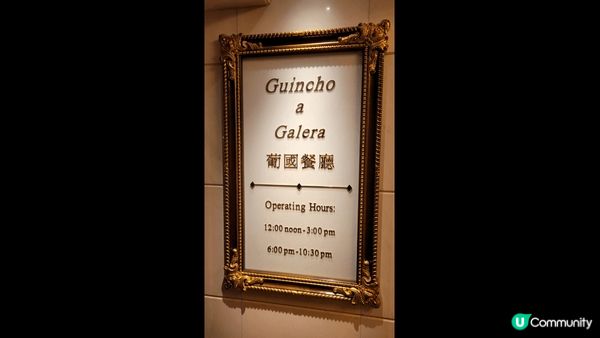 Guincho
a
Galera
葡國餐廳
Operating Hours:
12:00 noon-3:00 pm
6:00 pm-10:30 pm
U Community